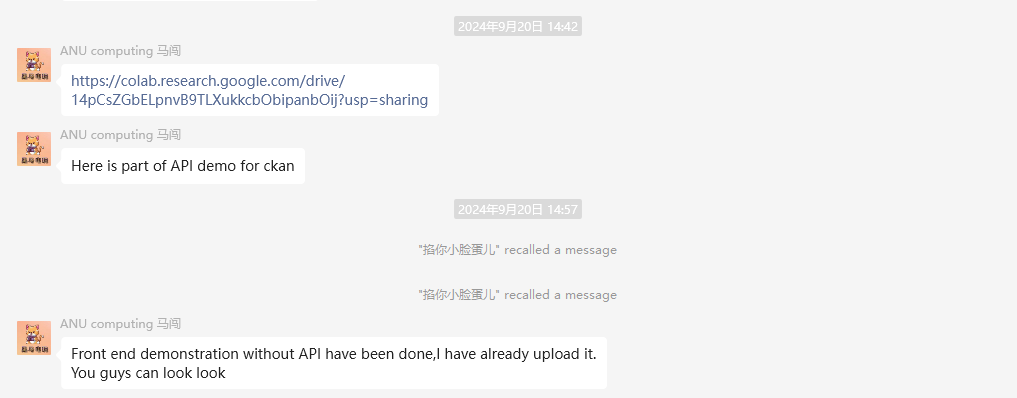 2024年9月20日 14:42
ANU computing 马闯
https://colab.research.google.com/drive/
14pCsZGbELpnvB9TLXukkcbObipanbOij?usp=sharing
ANU computing 马闯
Here is part of API demo for ckan
2024年9月20日 14:57
"掐你小脸蛋儿" recalled a message
"掐你小脸蛋儿" recalled a message
ANU computing 马闯
Front end demonstration without API have been done,I have already upload it.
You guys can look look